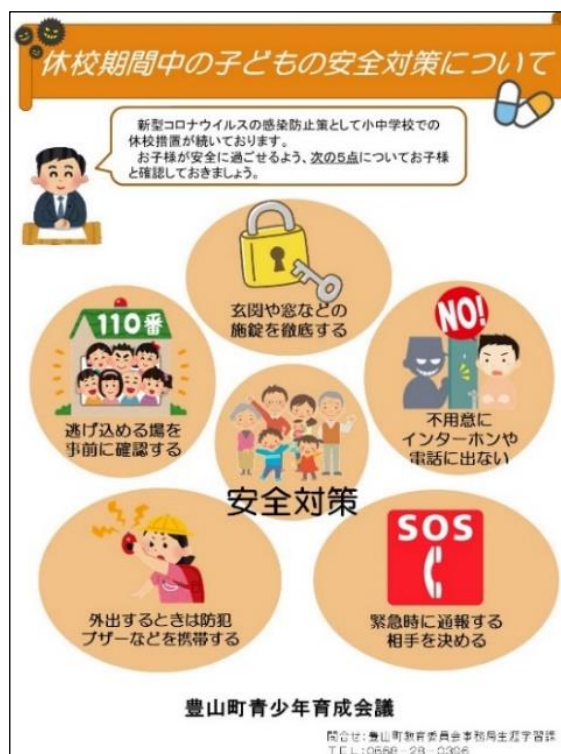 休校期間中の子どもの安全対策について
新型コロナウイルスの感染防止策として小中学校での
休校措置が続いております。
お子様が安全に過ごせるよう、次の5点についてお子様
と確認しておきましょう。
玄関や窓などの
施錠を徹底する
110番
逃げ込める場を
事前に確認する
NO!
不用意に
インターホンや
電話に出ない
安全対策
外出するときは防犯
ブザーなどを携帯する
SOS
緊急時に通報する
相手を決める
豊山町青少年育成会議
問合せ:豊山町教育委員会事務局生涯学習課